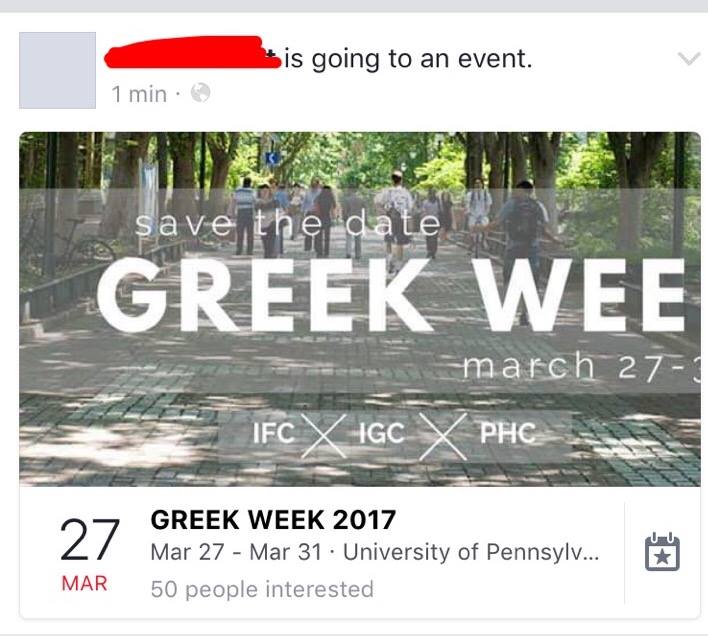 is going to an event.
1 min ·
save the date
GREEK WEE
march 27-
IFC X IGC X PHC
27
MAR
GREEK WEEK 2017
Mar 27 - Mar 31 · University of Pennsylv...
50 people interested